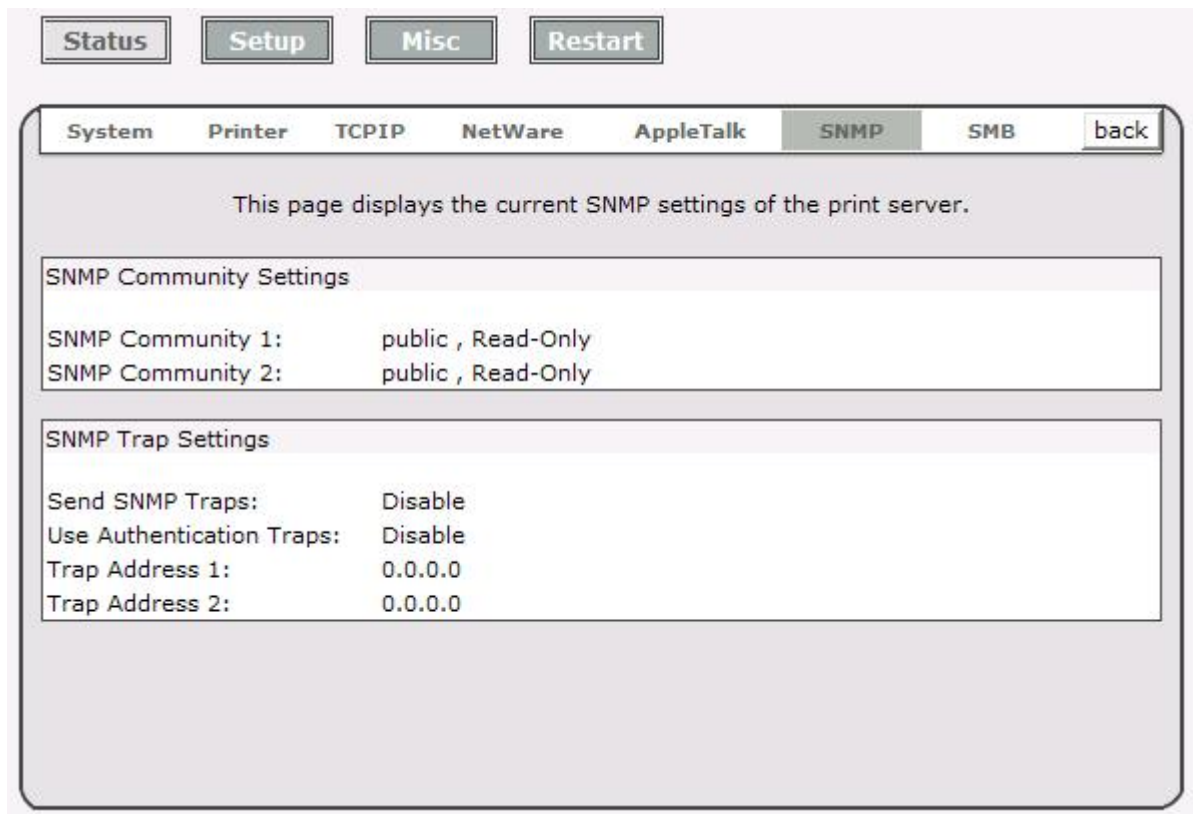 Status Setup Misc Restart
System Printer TCPIP NetWare AppleTalk SNMP SMB back
This page displays the current SNMP settings of the print server.
SNMP Community Settings
SNMP Community 1: public , Read-Only
SNMP Community 2: public , Read-Only
SNMP Trap Settings
Send SNMP Traps: Disable
Use Authentication Traps: Disable
Trap Address 1: 0.0.0.0
Trap Address 2: 0.0.0.0